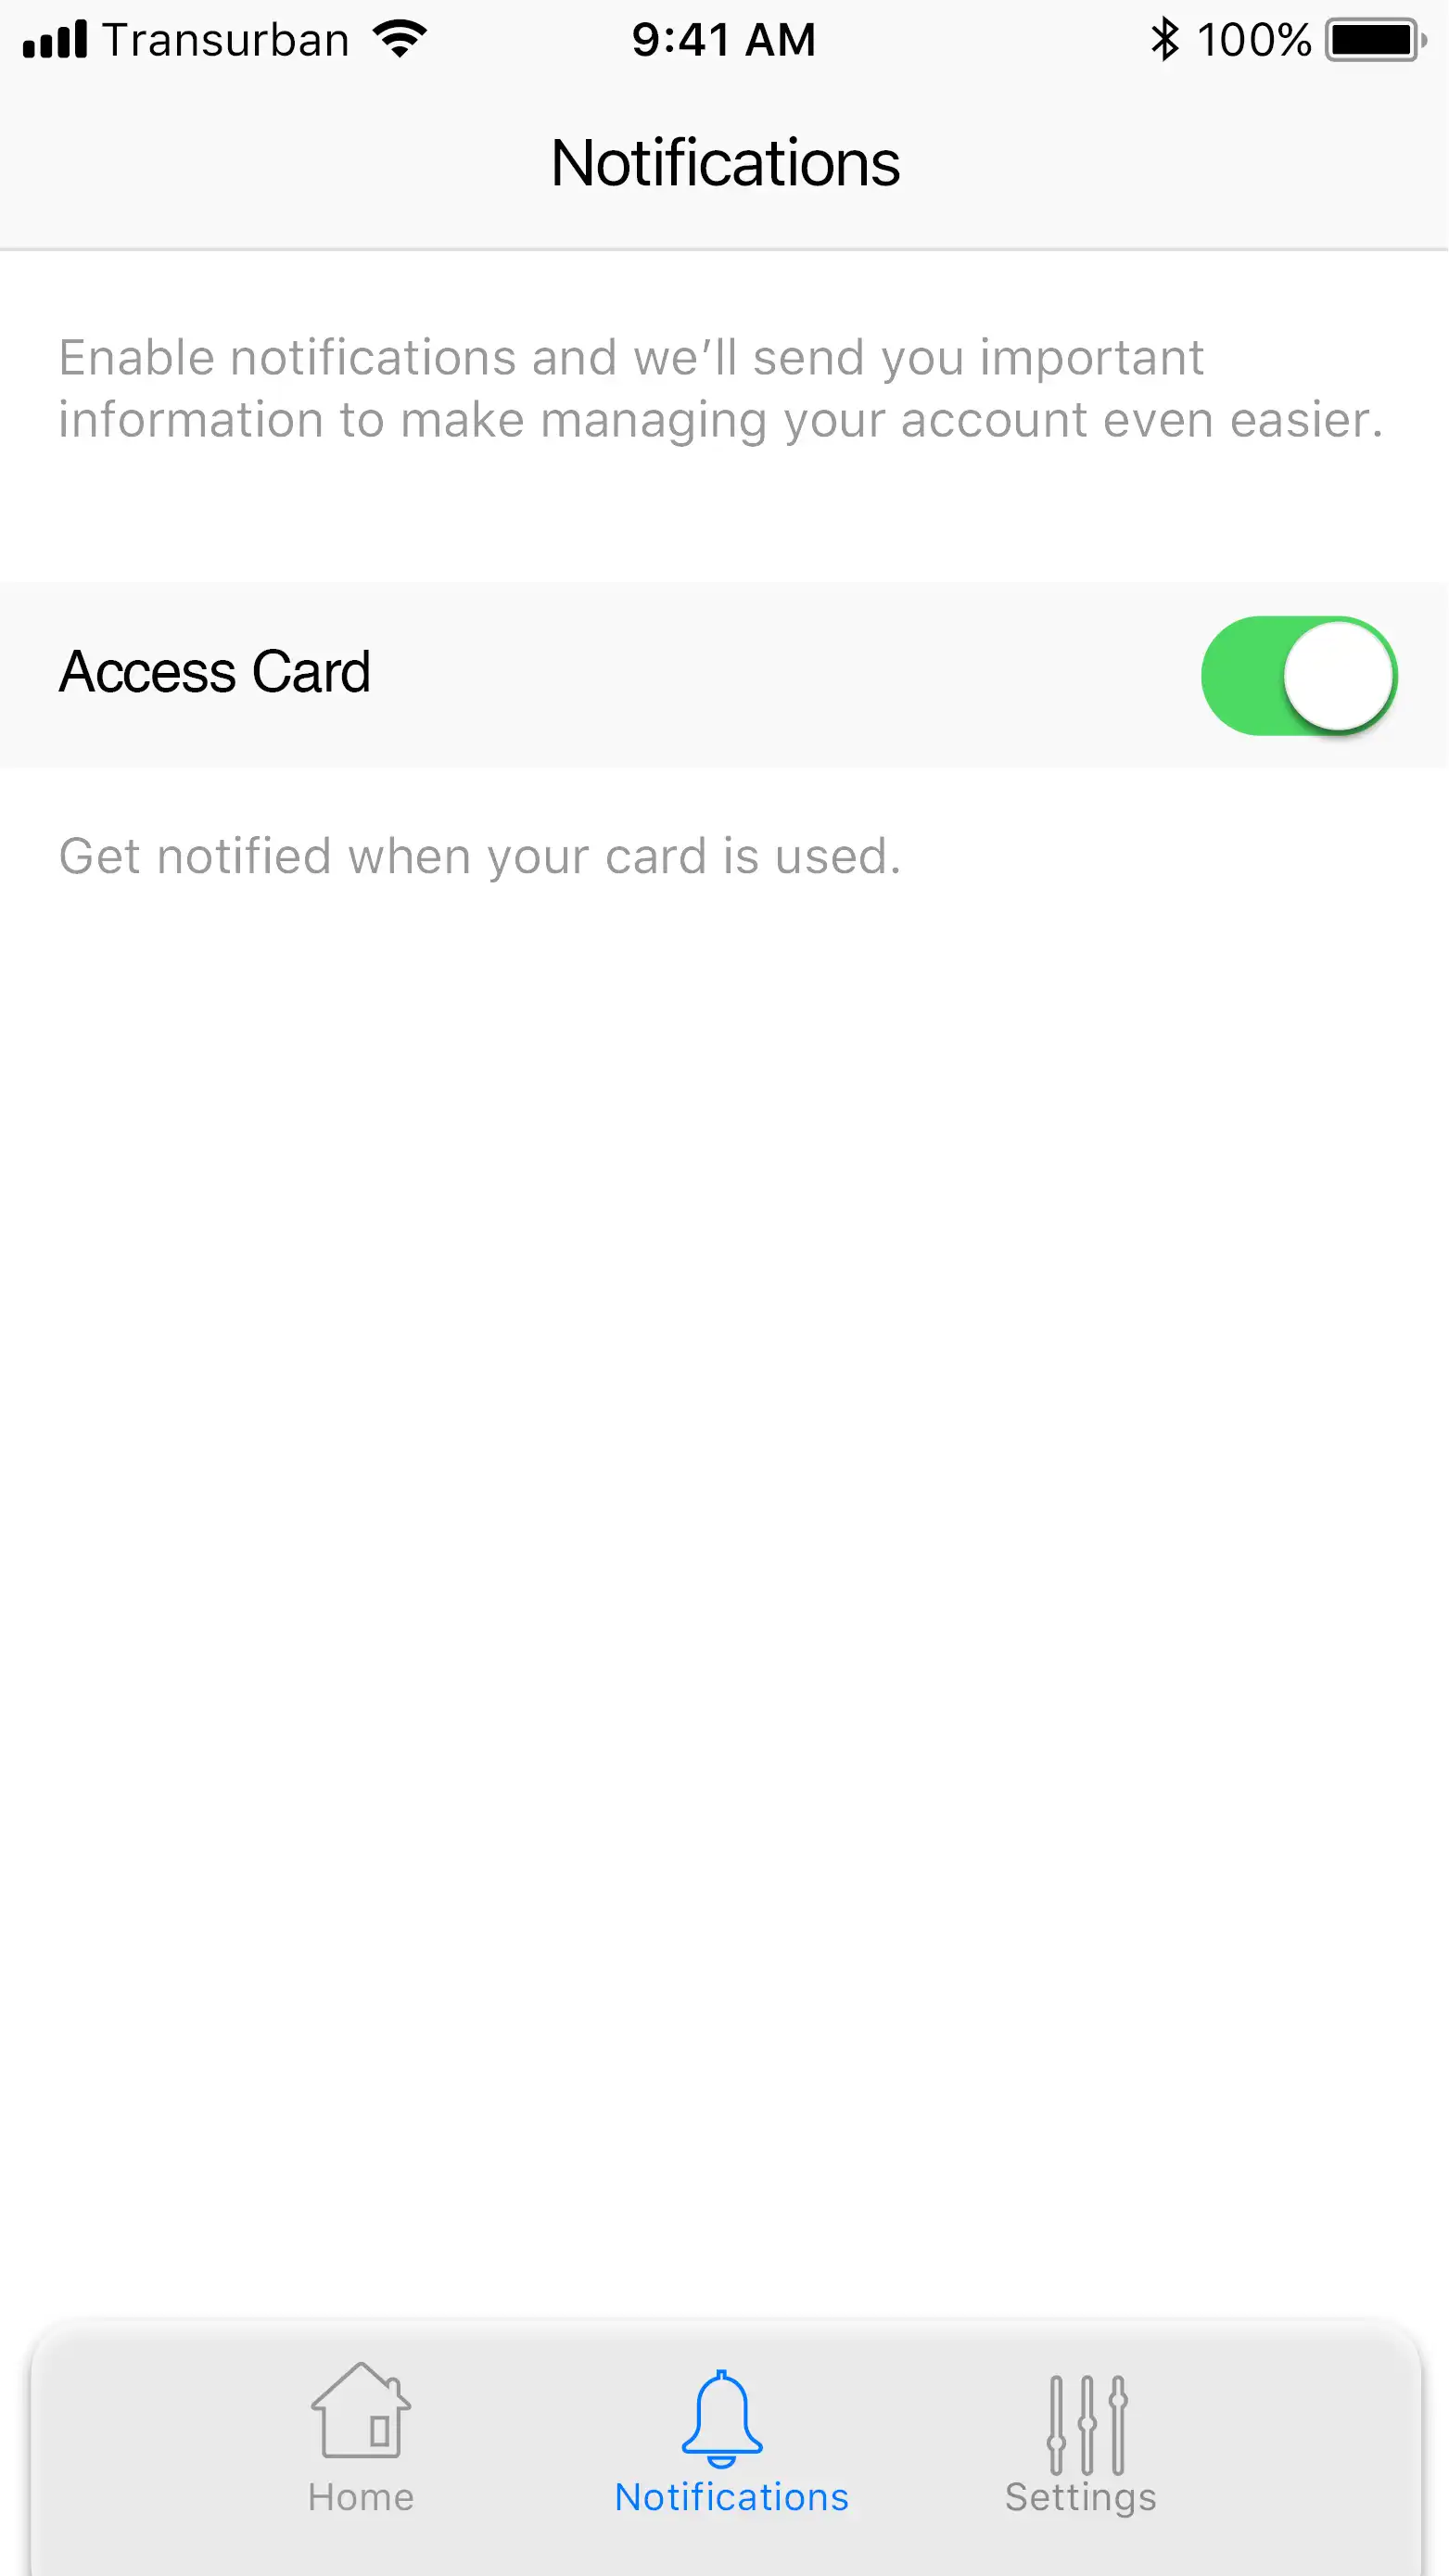 Transurban 9:41 AM 100%
Notifications
Enable notifications and we’ll send you important
information to make managing your account even easier.
Access Card
Get notified when your card is used.
Home Notifications Settings